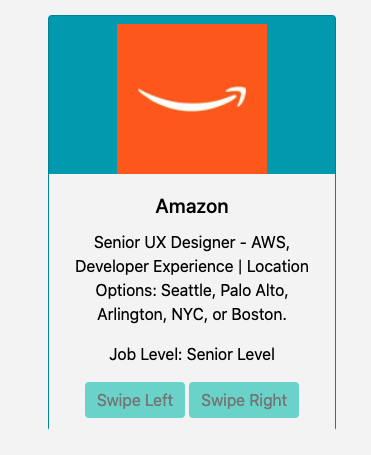 Amazon
Senior UX Designer - AWS,
Developer Experience | Location
Options: Seattle, Palo Alto,
Arlington, NYC, or Boston.
Job Level: Senior Level
Swipe Left Swipe Right